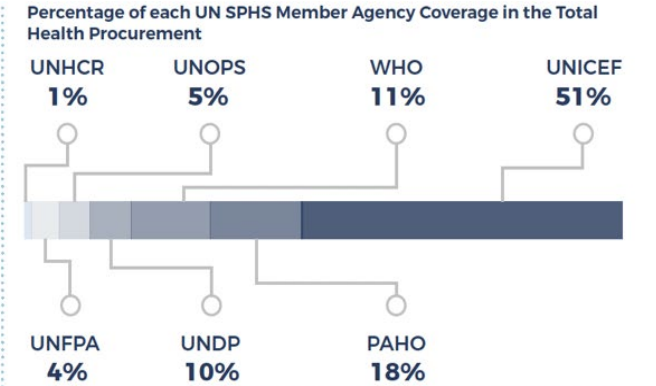 Percentage of each UN SPHS Member Agency Coverage in the Total
Health Procurement
UNHCR
1%
UNOPS
5%
WHO
11%
UNICEF
51%
UNFPA
4%
UNDP
10%
PAHO
18%